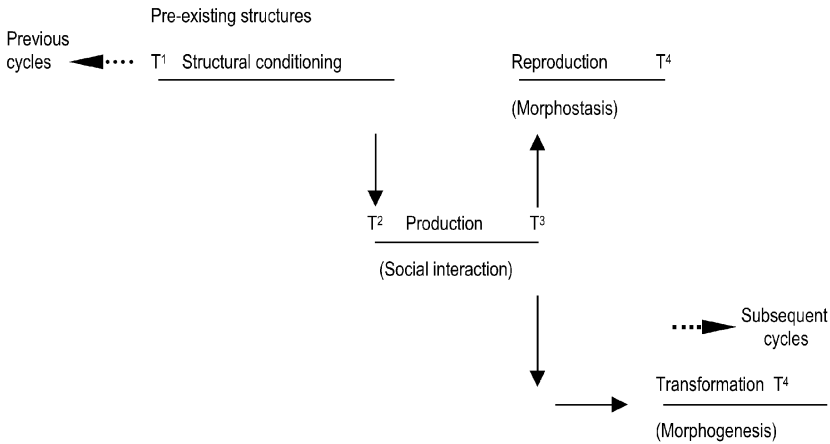 Pre-existing structures
Previous
cycles
T¹ Structural conditioning
Reproduction T⁴
(Morphostasis)
T² Production T³
(Social interaction)
Subsequent
cycles
Transformation T⁴
(Morphogenesis)